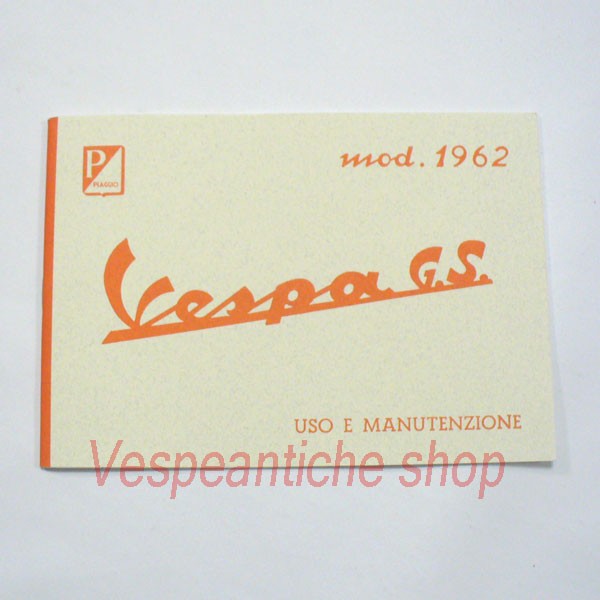 P
PIAGGIO
mod. 1962
Vespa G.S.
USO E MANUTENZIONE
Vespeantiche shop